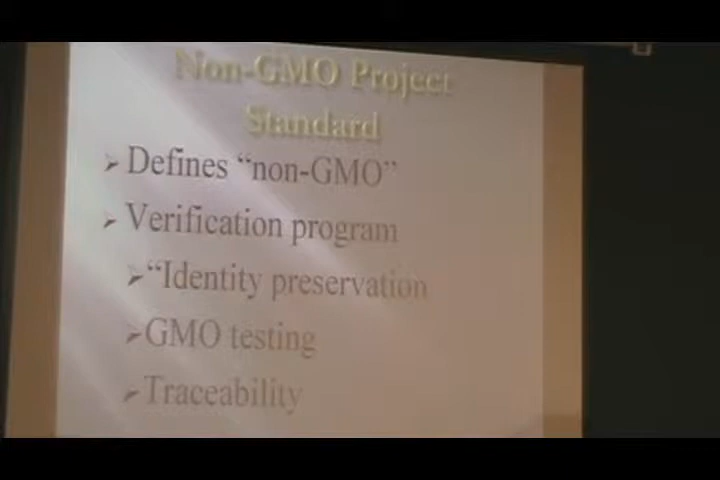 Non-GMO Project
Standard
➢ Defines “non-GMO”
➢ Verification program
➢ “Identity preservation
➢ GMO testing
➢ Traceability